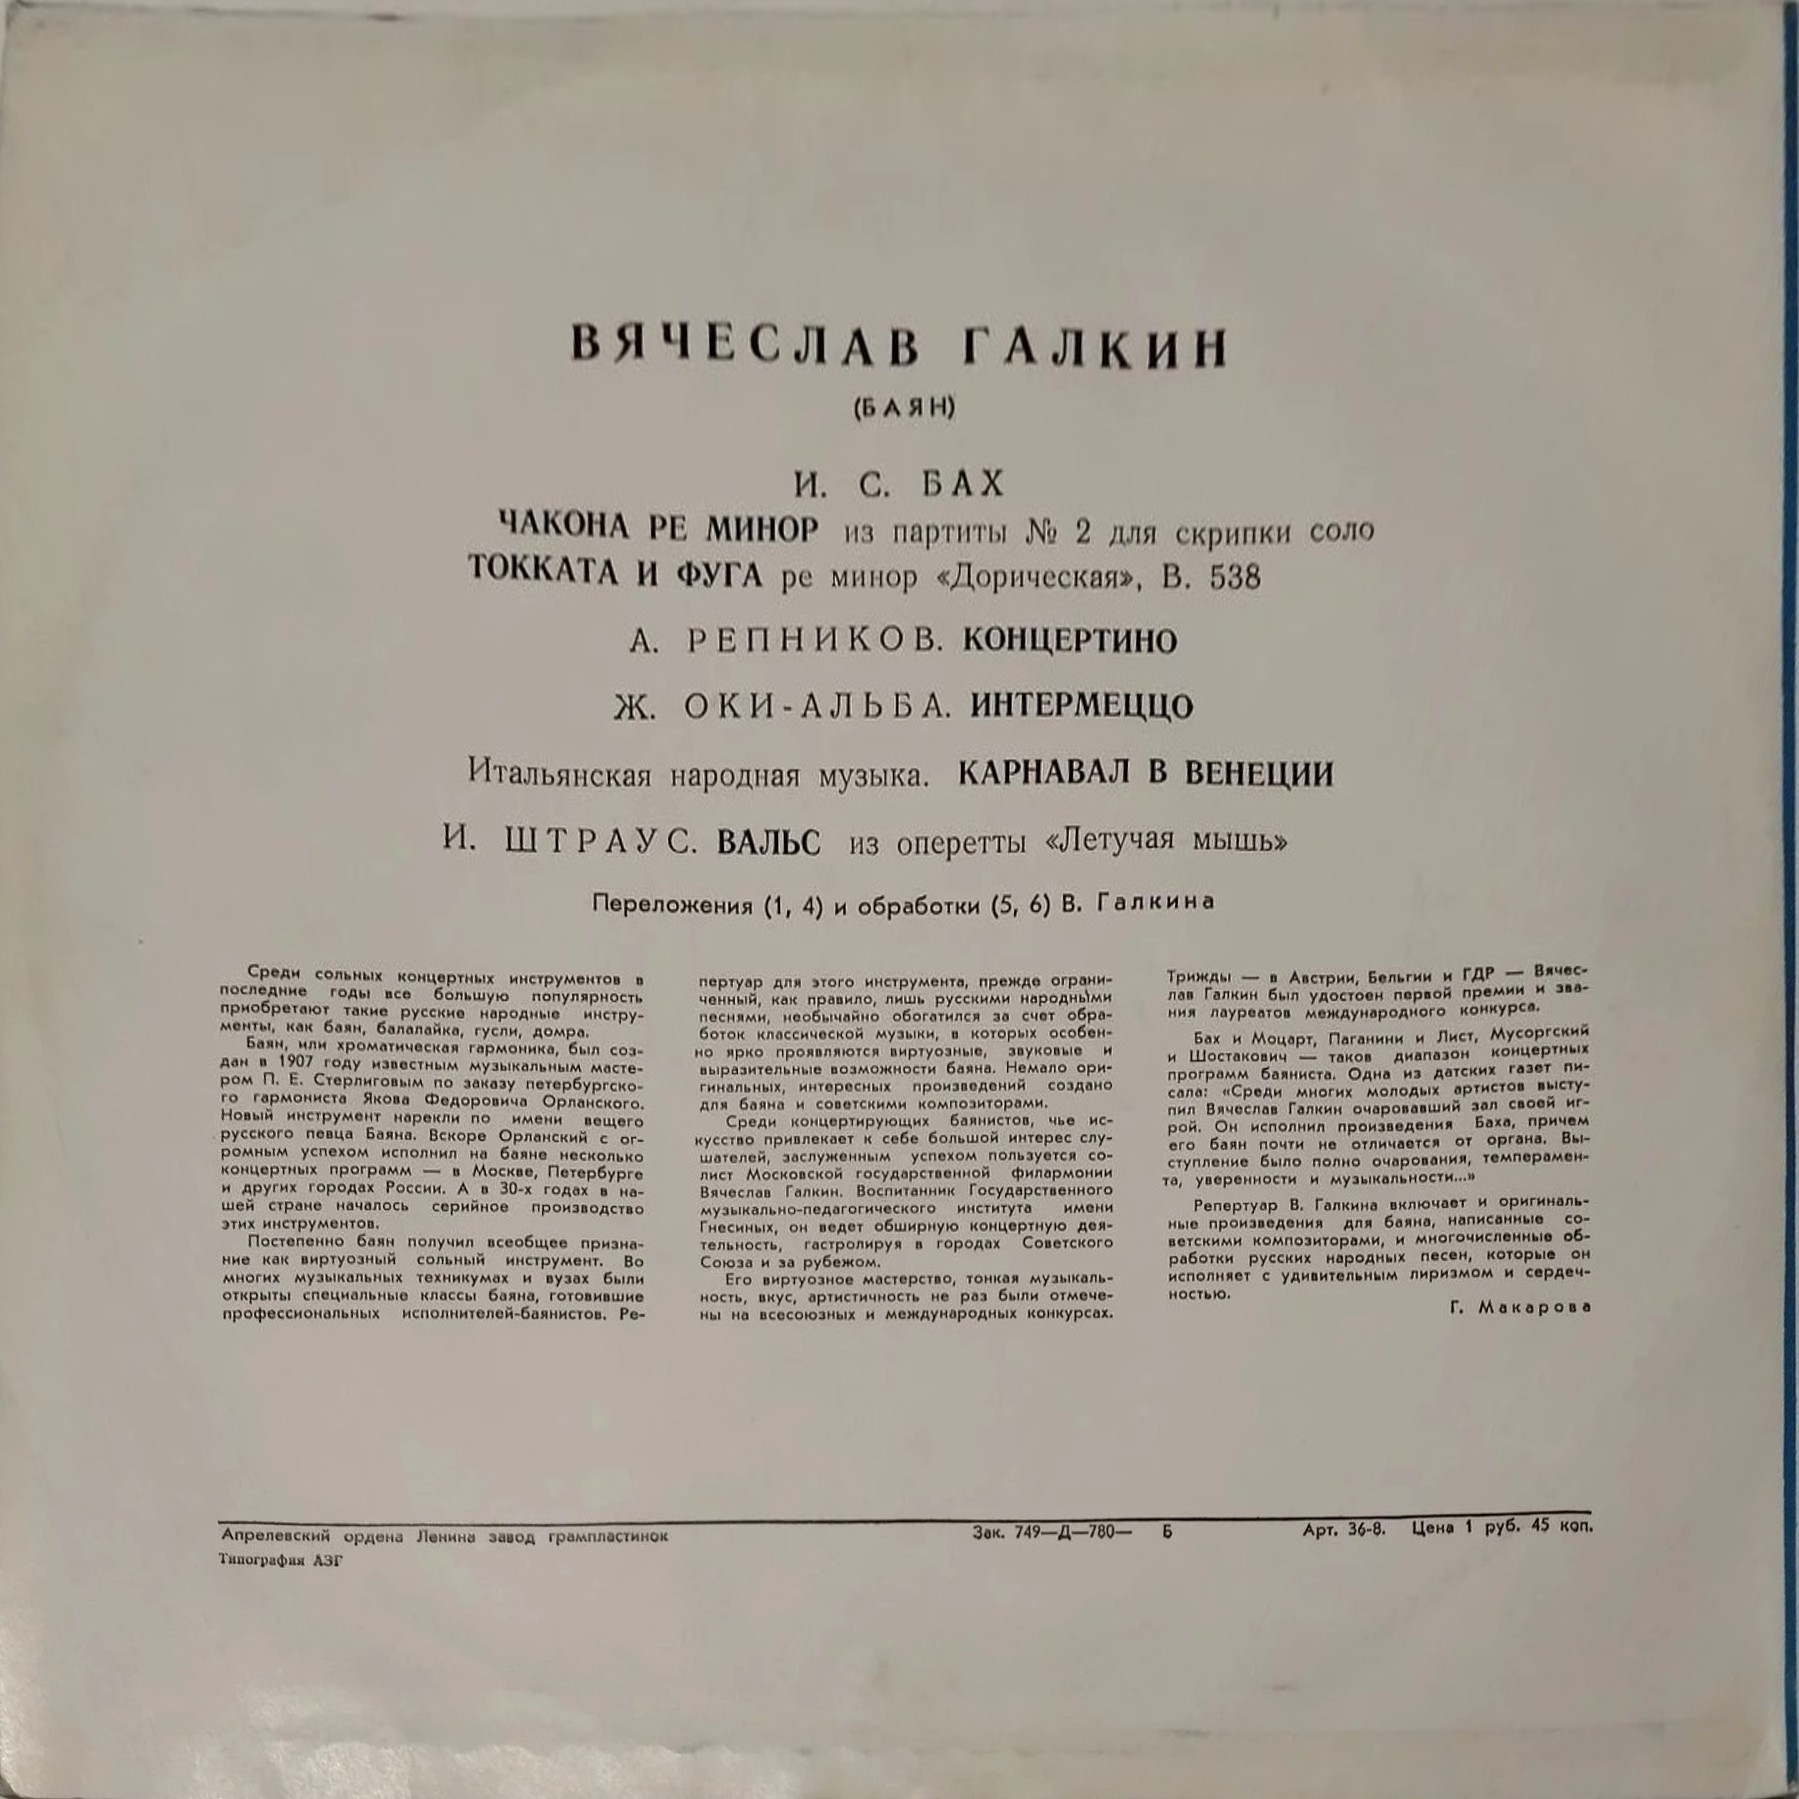 ВЯЧЕСЛАВ ГАЛКИН
(БАЯН)
И. С. БАХ
ЧАКОНА РЕ МИНОР из партиты № 2 для скрипки соло
ТОККАТА И ФУГА ре минор «Дорическая», В. 538
А. РЕПНИКОВ. КОНЦЕРТИНО
Ж. ОКИ-АЛЬБА. ИНТЕРМЕЦЦО
Итальянская народная музыка. КАРНАВАЛ В ВЕНЕЦИИ
И. ШТРАУС. ВАЛЬС из оперетты «Летучая мышь»
Переложения (1, 4) и обработки (5, 6) В. Галкина
Среди сольных концертных инструментов в
последние годы все большую популярность
приобретают такие русские народные инстру-
менты, как баян, балалайка, гусли, домра.
Баян, или хроматическая гармоника, был соз-
дан в 1907 году известным музыкальным масте-
ром П. Е. Стерлиговым по заказу петербургско-
го гармониста Якова Федоровича Орланского.
Новый инструмент нарекли по имени вещего
русского певца Баяна. Вскоре Орланский с ог-
ромным успехом исполнил на баяне несколько
концертных программ — в Москве, Петербурге
и других городах России. А в 30-х годах в на-
шей стране началось серийное производство
этих инструментов.
Постепенно баян получил всеобщее призна-
ние как виртуозный сольный инструмент. Во
многих музыкальных техникумах и вузах были
открыты специальные классы баяна, готовившие
профессиональных исполнителей-баянистов. Ре-
пертуар для этого инструмента, прежде ограни-
ченный, как правило, лишь русскими народными
песнями, необычайно обогатился за счет обра-
боток классической музыки, в которых особен-
но ярко проявляются виртуозные, звуковые и
выразительные возможности баяна. Немало ори-
гинальных, интересных произведений создано
для баяна и советскими композиторами.
Среди концертирующих баянистов, чье ис-
кусство привлекает к себе большой интерес слу-
шателей, заслуженным успехом пользуется со-
лист Московской государственной филармонии
Вячеслав Галкин. Воспитанник Государственного
музыкально-педагогического института имени
Гнесиных, он ведет обширную концертную дея-
тельность, гастролируя в городах Советского
Союза и за рубежом.
Его виртуозное мастерство, тонкая музыкаль-
ность, вкус, артистичность не раз были отмече-
ны на всесоюзных и международных конкурсах.
Трижды — в Австрии, Бельгии и ГДР — Вячес-
лав Галкин был удостоен первой премии и зва-
ния лауреатов международного конкурса.
Бах и Моцарт, Паганини и Лист, Мусоргский
и Шостакович — таков диапазон концертных
программ баяниста. Одна из датских газет пи-
сала: «Среди многих молодых артистов высту-
пил Вячеслав Галкин очаровавший зал своей иг-
рой. Он исполнил произведения Баха, причем
его баян почти не отличается от органа. Вы-
ступление было полно очарования, темперамен-
та, уверенности и музыкальности...»
Репертуар В. Галкина включает и оригиналь-
ные произведения для баяна, написанные со-
ветскими композиторами, и многочисленные об-
работки русских народных песен, которые он
исполняет с удивительным лиризмом и сердеч-
ностью.
Г. Макарова
Апрелевский ордена Ленина завод грампластинок Зак. 749—Д—780— Б Арт. 36-8. Цена 1 руб. 45 коп.
Типография АЗГ